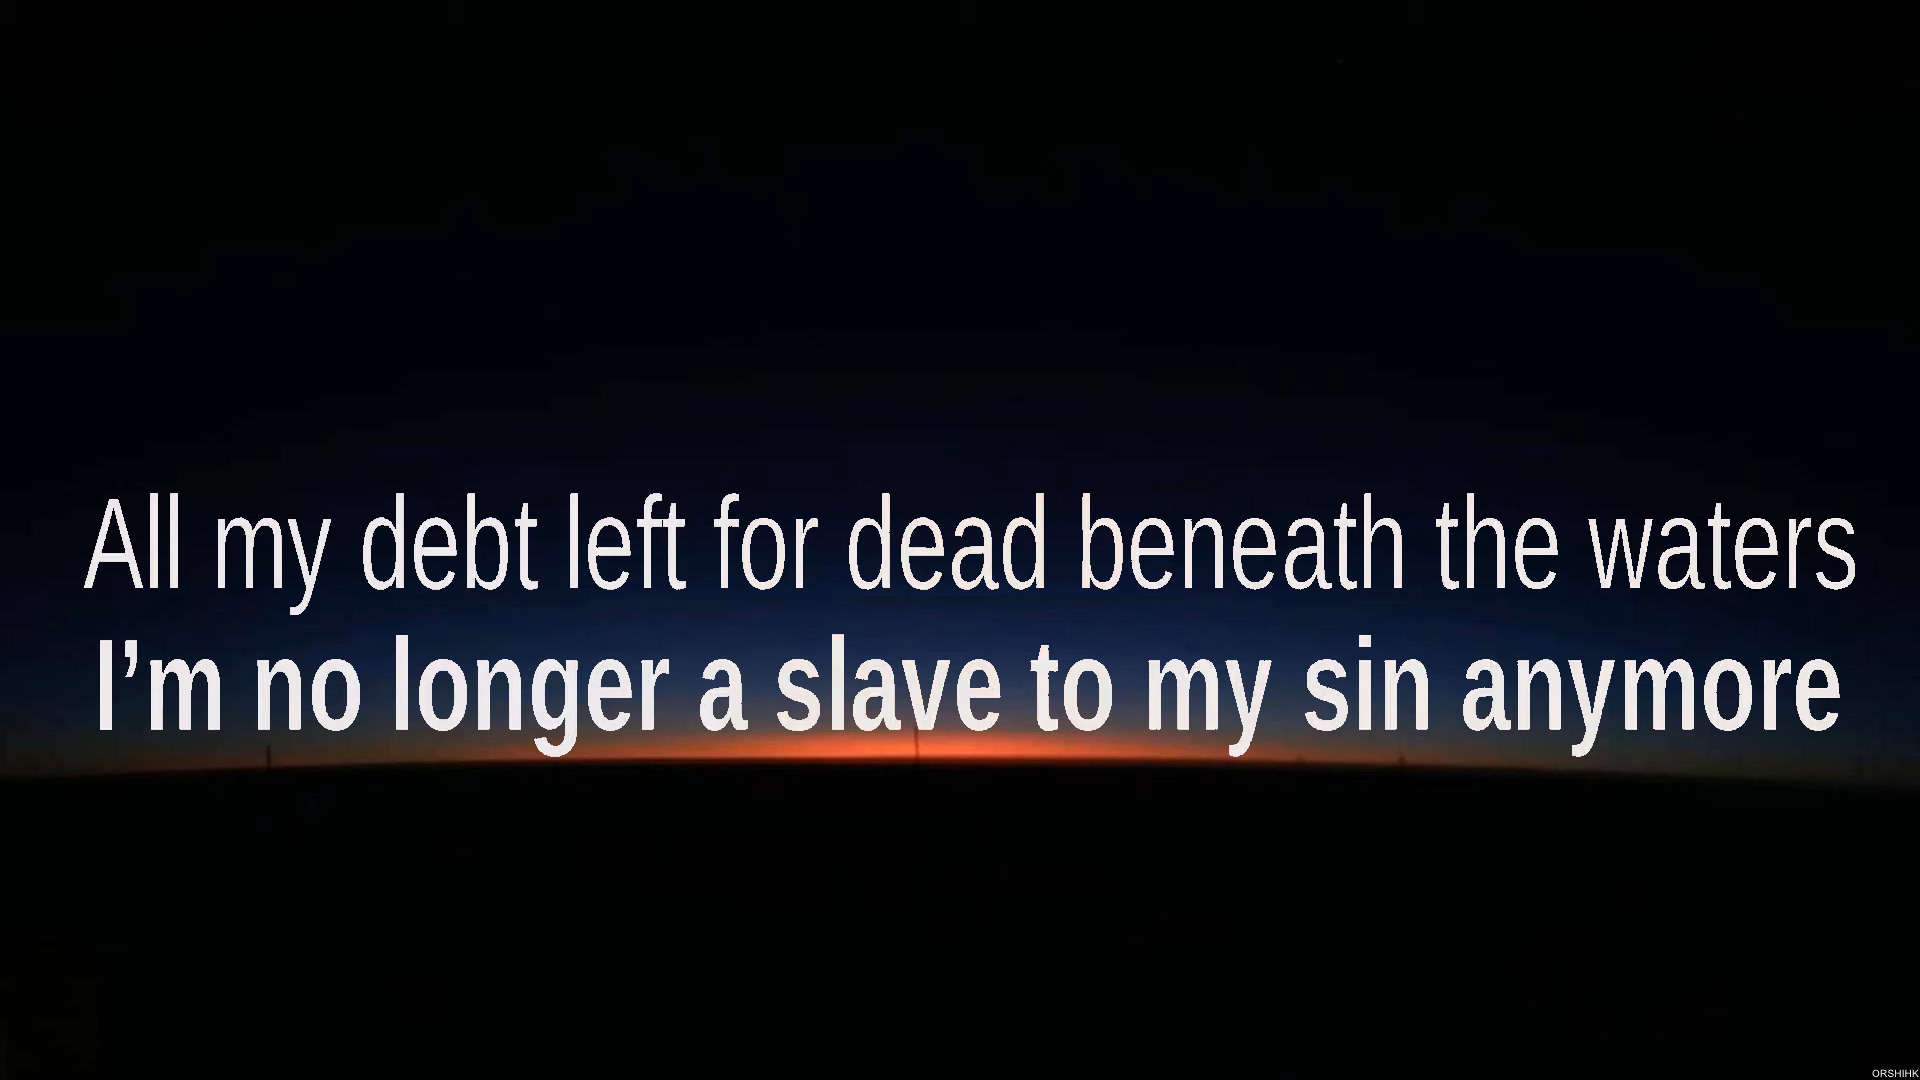 All my debt left for dead beneath the waters
I’m no longer a slave to my sin anymore
ORSHIHK